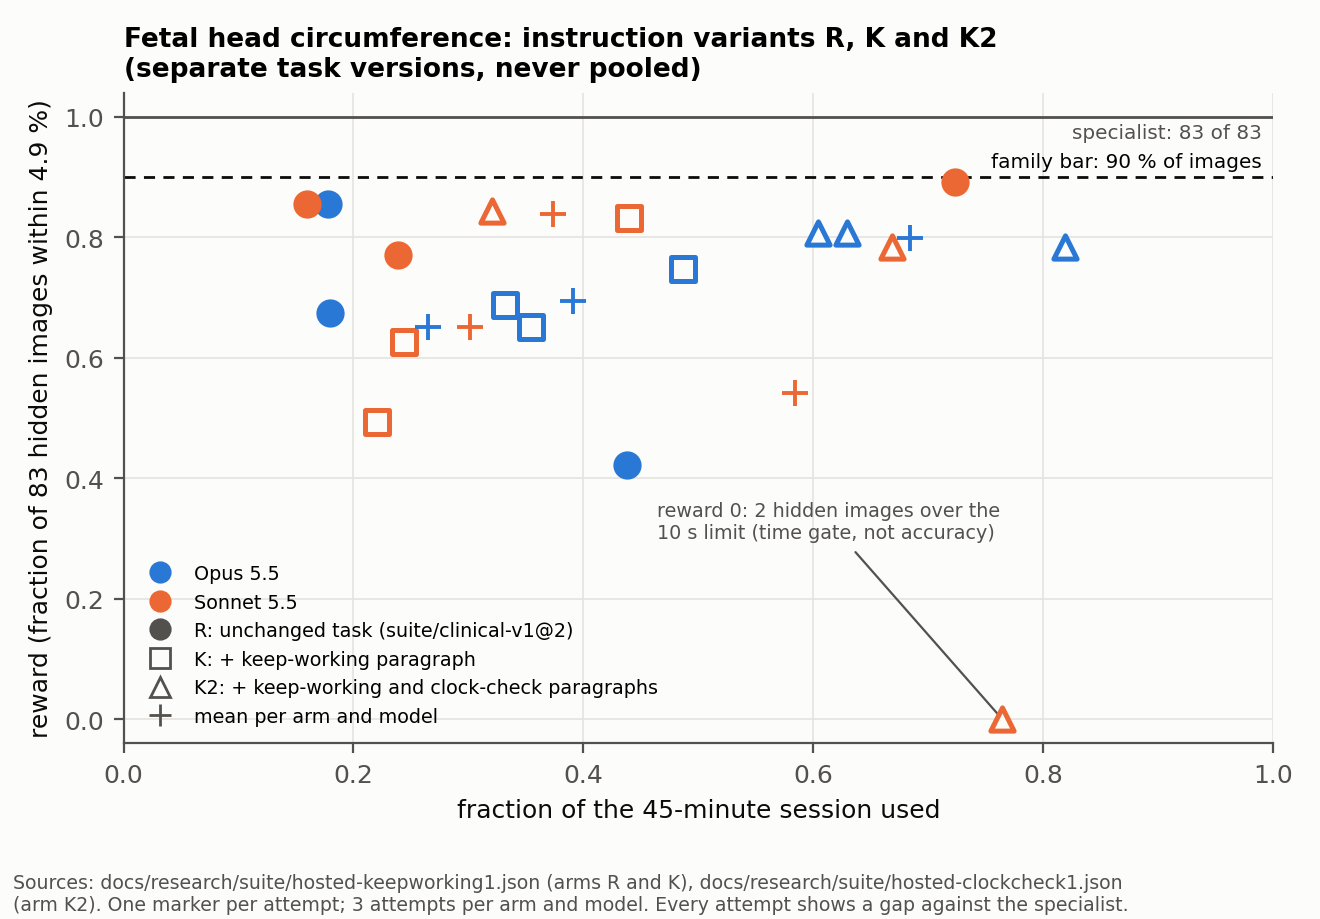 Fetal head circumference: instruction variants R, K and K2
(separate task versions, never pooled)
reward (fraction of 83 hidden images within 4.9 %)
1.0
0.8
0.6
0.4
0.2
0.0
specialist: 83 of 83
family bar: 90 % of images
reward 0: 2 hidden images over the
10 s limit (time gate, not accuracy)
Opus 5.5
Sonnet 5.5
R: unchanged task (suite/clinical-v1@2)
K: + keep-working paragraph
K2: + keep-working and clock-check paragraphs
mean per arm and model
0.0 0.2 0.4 0.6 0.8 1.0
fraction of the 45-minute session used
Sources: docs/research/suite/hosted-keepworking1.json (arms R and K), docs/research/suite/hosted-clockcheck1.json
(arm K2). One marker per attempt; 3 attempts per arm and model. Every attempt shows a gap against the specialist.